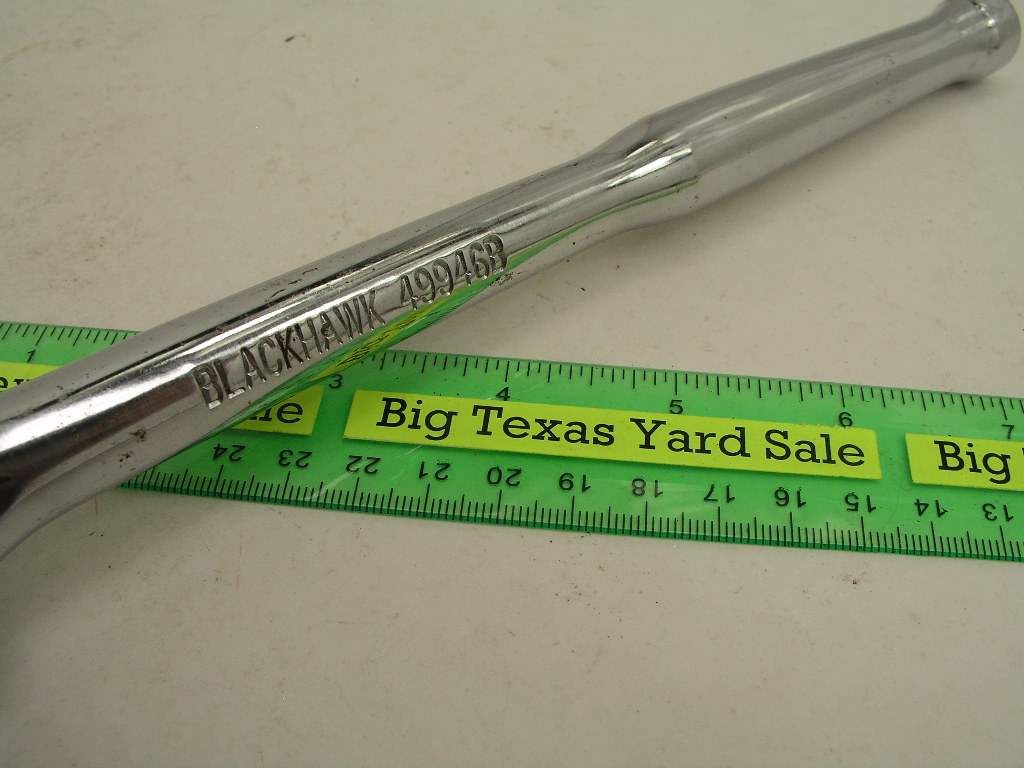 BLACKHAWK 49946B
1 3 4 5 6 7
Big Texas Yard Sale
Big
24 23 22 21 20 19 18 17 16 15 14 13